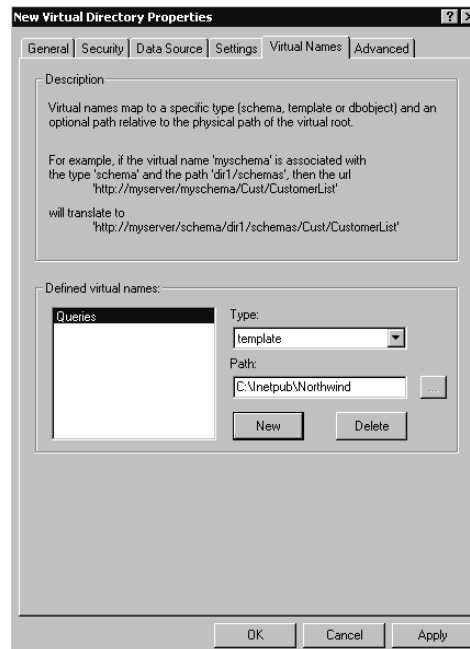 New Virtual Directory Properties
General Security Data Source Settings Virtual Names Advanced
Description
Virtual names map to a specific type (schema, template or dbobject) and an
optional path relative to the physical path of the virtual root.
For example, if the virtual name 'myschema' is associated with
the type 'schema' and the path 'dir1/schemas', then the url
'http://myserver/myschema/Cust/CustomerList'
will translate to
'http://myserver/schema/dir1/schemas/Cust/CustomerList'
Defined virtual names:
Queries
Type:
template
Path:
C:\Inetpub\Northwind
...
New Delete
OK Cancel Apply